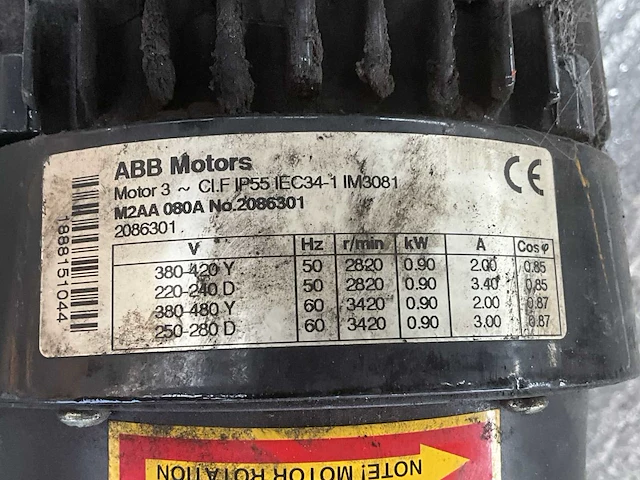 ABB Motors
Motor 3 ~ Cl.F IP55 IEC34-1 IM3081
M2AA 080A No.2086301
2086301
CE
V Hz r/min kW A Cos φ
380-420 Y 50 2820 0.90 2.00 0.85
220-240 D 50 2820 0.90 3.40 0.85
380-480 Y 60 3420 0.90 2.00 0.87
250-280 D 60 3420 0.90 3.00 0.87
1888151044
NOTE! MOTOR ROTATION